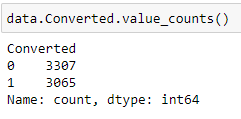 data.Converted.value_counts()
Converted
0    3307
1    3065
Name: count, dtype: int64